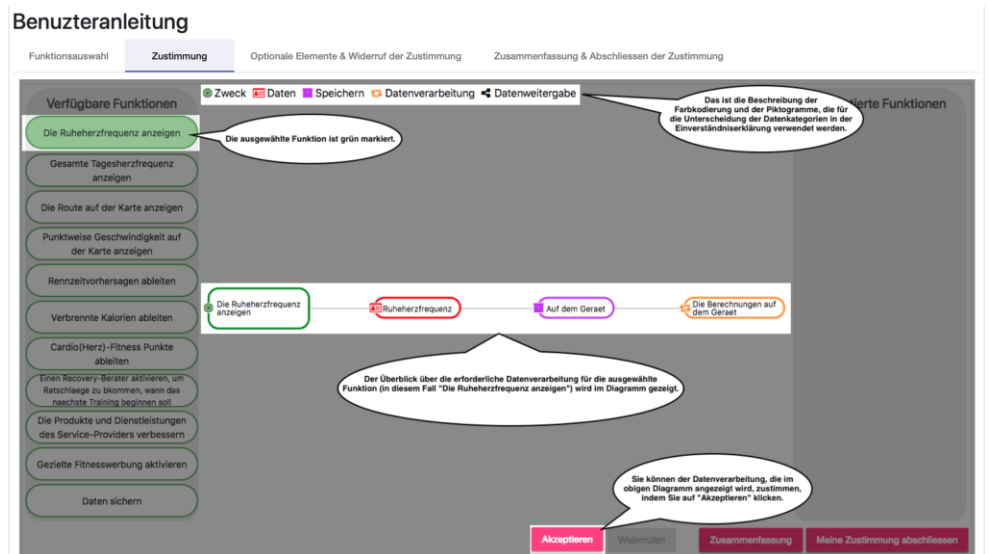 Benuzteranleitung
Funktionsauswahl
Zustimmung
Optionale Elemente & Widerruf der Zustimmung
Zusammenfassung & Abschliessen der Zustimmung
Verfügbare Funktionen
Zweck Daten Speichern Datenverarbeitung Datenweitergabe
Das ist die Beschreibung der
Farbkodierung und der Piktogramme, die für
die Unterscheidung der Datenkategorien in der
Einverständniserklärung verwendet werden.
Funktionen
Die Ruheherzfrequenz anzeigen
Die ausgewählte Funktion ist grün markiert.
Gesamte Tagesherzfrequenz
anzeigen
Die Route auf der Karte anzeigen
Punktweise Geschwindigkeit auf
der Karte anzeigen
Rennzeitvorhersagen ableiten
Verbrennte Kalorien ableiten
Cardio(Herz)-Fitness Punkte
ableiten
Einen Recovery-Berater aktivieren, um
Ratschlaege zu bkommen, wann das
naechste Training beginnen soll
Die Produkte und Dienstleistungen
des Service-Providers verbessern
Gezielte Fitnesswerbung aktivieren
Daten sichern
Die Ruheherzfrequenz
anzeigen
Ruheherzfrequenz
Auf dem Geraet
Die Berechnungen auf
dem Geraet
Der Überblick über die erforderliche Datenverarbeitung für die ausgewählte
Funktion (in diesem Fall "Die Ruheherzfrequenz anzeigen") wird im Diagramm gezeigt.
Sie können der Datenverarbeitung, die im
obigen Diagramm angezeigt wird, zustimmen,
indem Sie auf "Akzeptieren" klicken.
Akzeptieren
Widerrufen
Zusammenfassung
Meine Zustimmung abschliessen